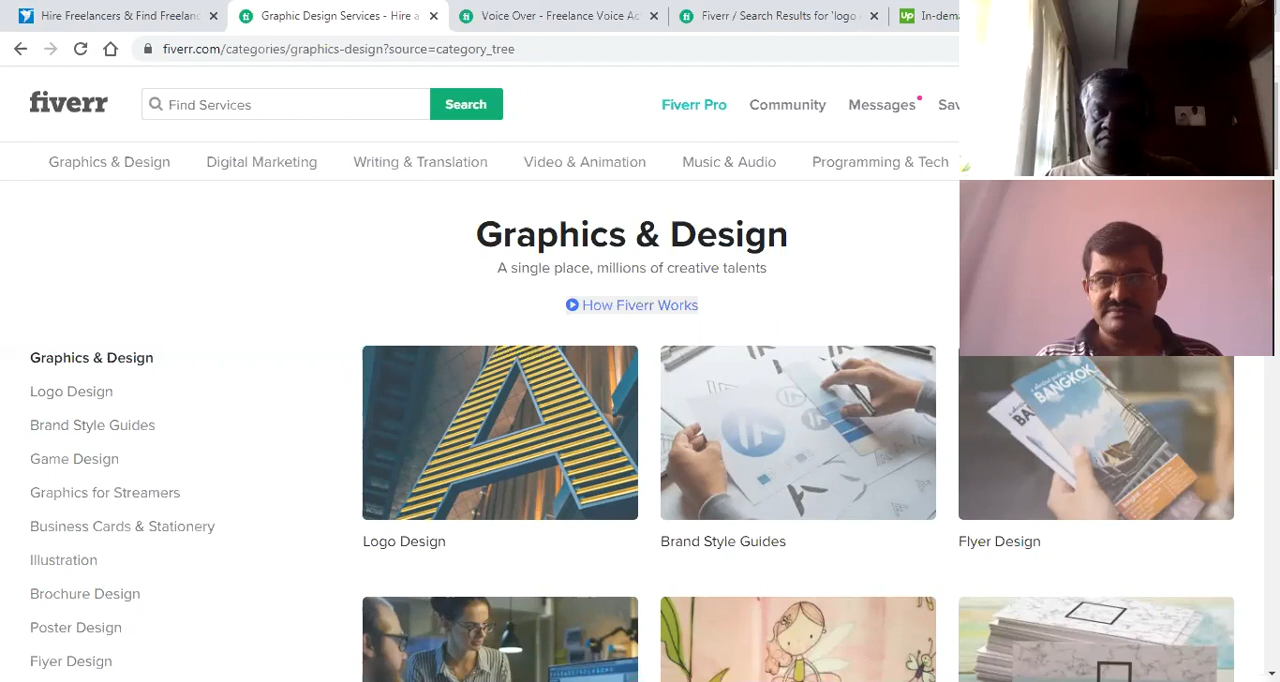 Hire Freelancers & Find Freelanc
Graphic Design Services - Hire a
Voice Over - Freelance Voice Ac
Fiverr / Search Results for 'logo
Up In-dema
fiverr.com/categories/graphics-design?source=category_tree
fiverr
Find Services
Search
Fiverr Pro
Community
Messages
Sav
Graphics & Design
Digital Marketing
Writing & Translation
Video & Animation
Music & Audio
Programming & Tech
Graphics & Design
A single place, millions of creative talents
How Fiverr Works
Graphics & Design
Logo Design
Brand Style Guides
Game Design
Graphics for Streamers
Business Cards & Stationery
Illustration
Brochure Design
Poster Design
Flyer Design
BANGKOK
Logo Design
Brand Style Guides
Flyer Design